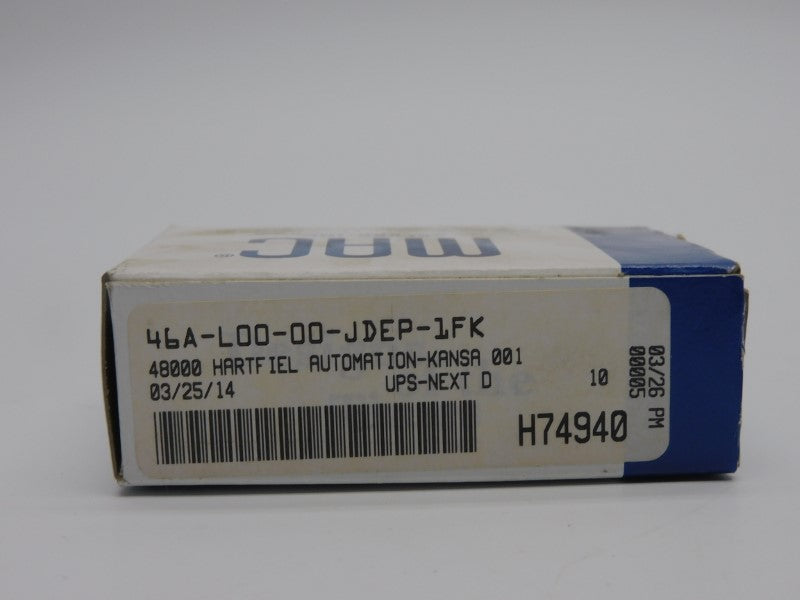 MAC®
46A-L00-00-JDEP-1FK
48000 HARTFIEL AUTOMATION-KANSA 001
03/25/14 UPS-NEXT D 10
H74940
03/26 PM
00005